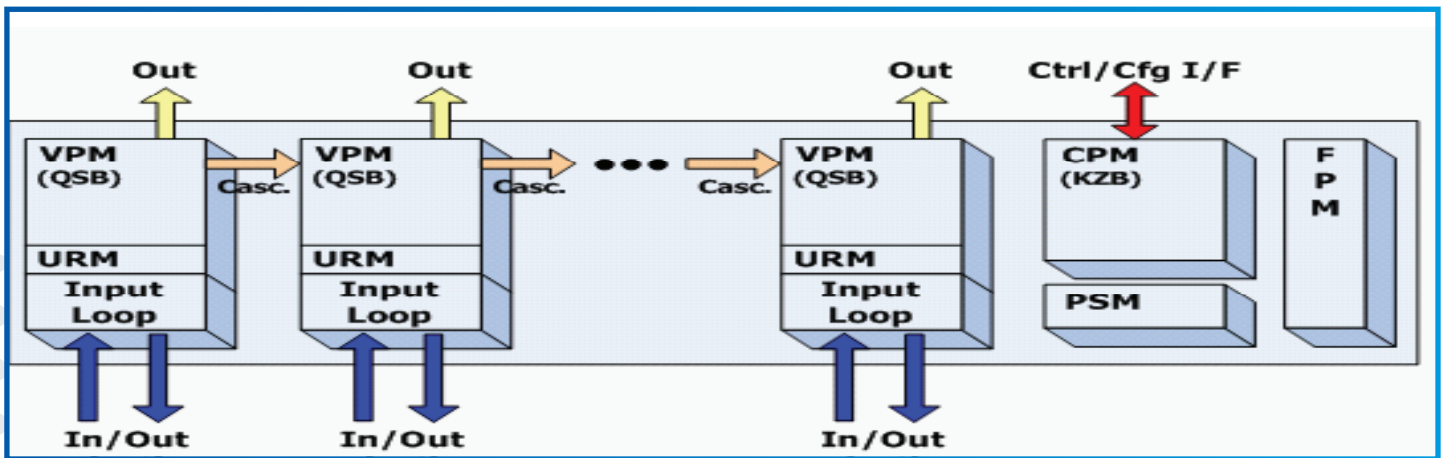 Out
Out
Out
Ctrl/Cfg I/F
VPM
(QSB)
Casc.
VPM
(QSB)
Casc.
Casc.
VPM
(QSB)
CPM
(KZB)
F
P
M
URM
URM
URM
Input
Loop
Input
Loop
Input
Loop
PSM
In/Out
In/Out
In/Out